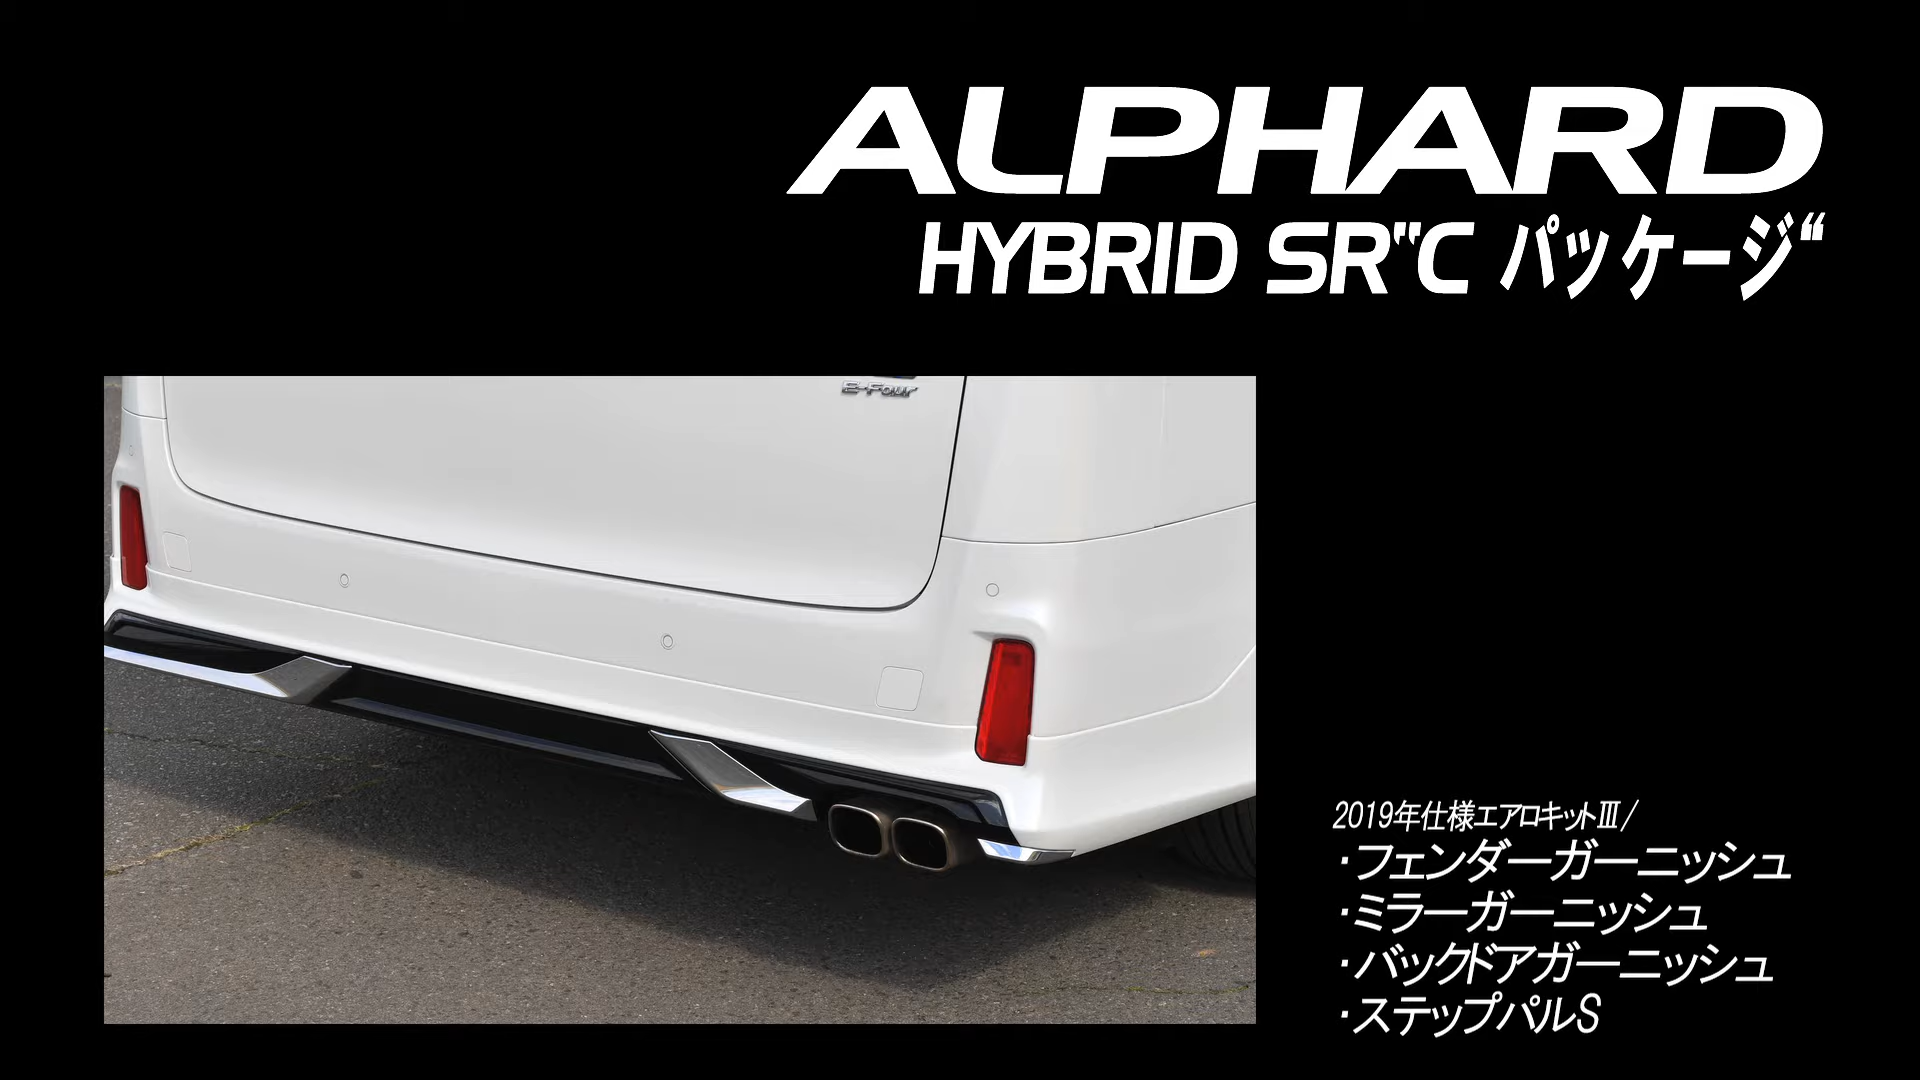 ALPHARD
HYBRID SR"C パッケージ“
E-Four
2019年仕様エアロキットⅢ/
・フェンダーガーニッシュ
・ミラーガーニッシュ
・バックドアガーニッシュ
・ステップパルS